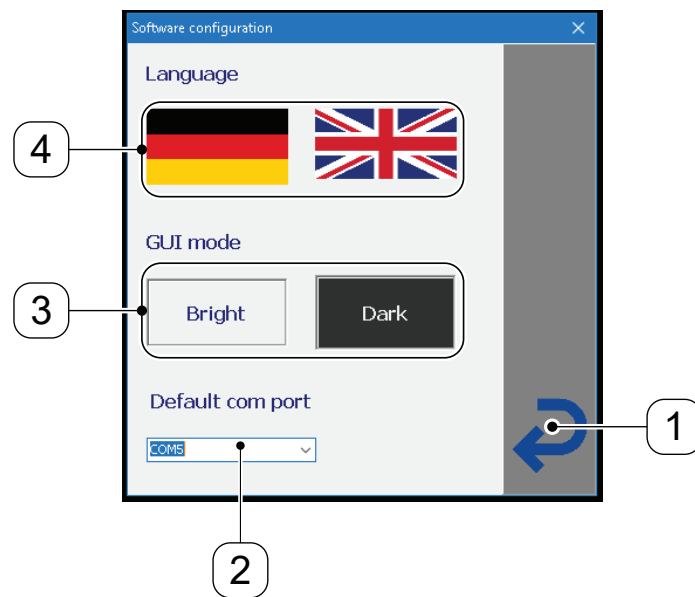 Software configuration
Language
4
GUI mode
3
Bright
Dark
Default com port
1
COM5
2